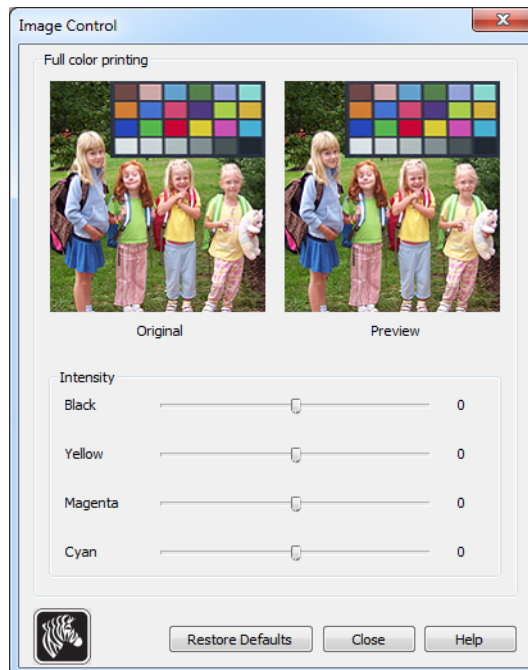 Image Control
Full color printing
Original
Preview
Intensity
Black
0
Yellow
0
Magenta
0
Cyan
0
Restore Defaults
Close
Help